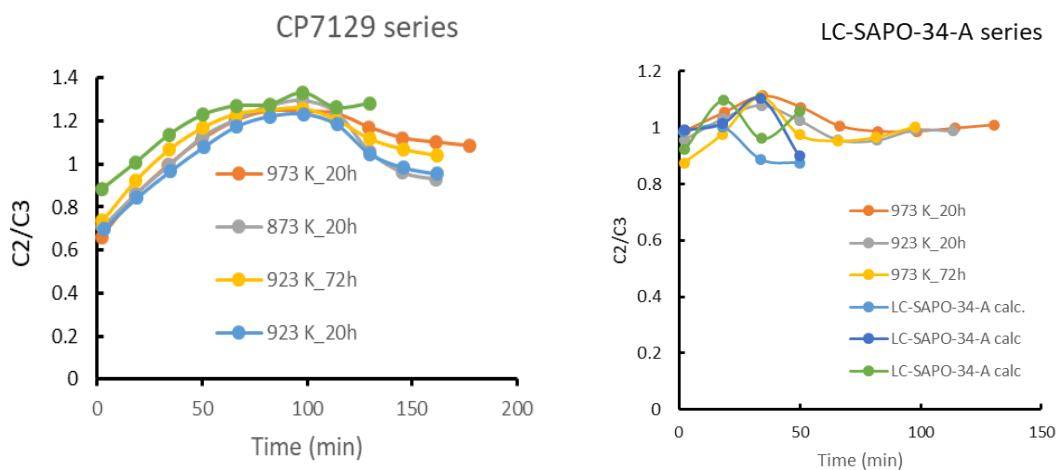 CP7129 series
1.4
1.2
1
0.8
0.6
0.4
0.2
0
C2/C3
973 K_20h
873 K_20h
923 K_72h
923 K_20h
0 50 100 150 200
Time (min)
LC-SAPO-34-A series
1.2
1
0.8
0.6
0.4
0.2
0
C2/C3
973 K_20h
923 K_20h
973 K_72h
LC-SAPO-34-A calc.
LC-SAPO-34-A calc
LC-SAPO-34-A calc
0 50 100 150
Time (min)